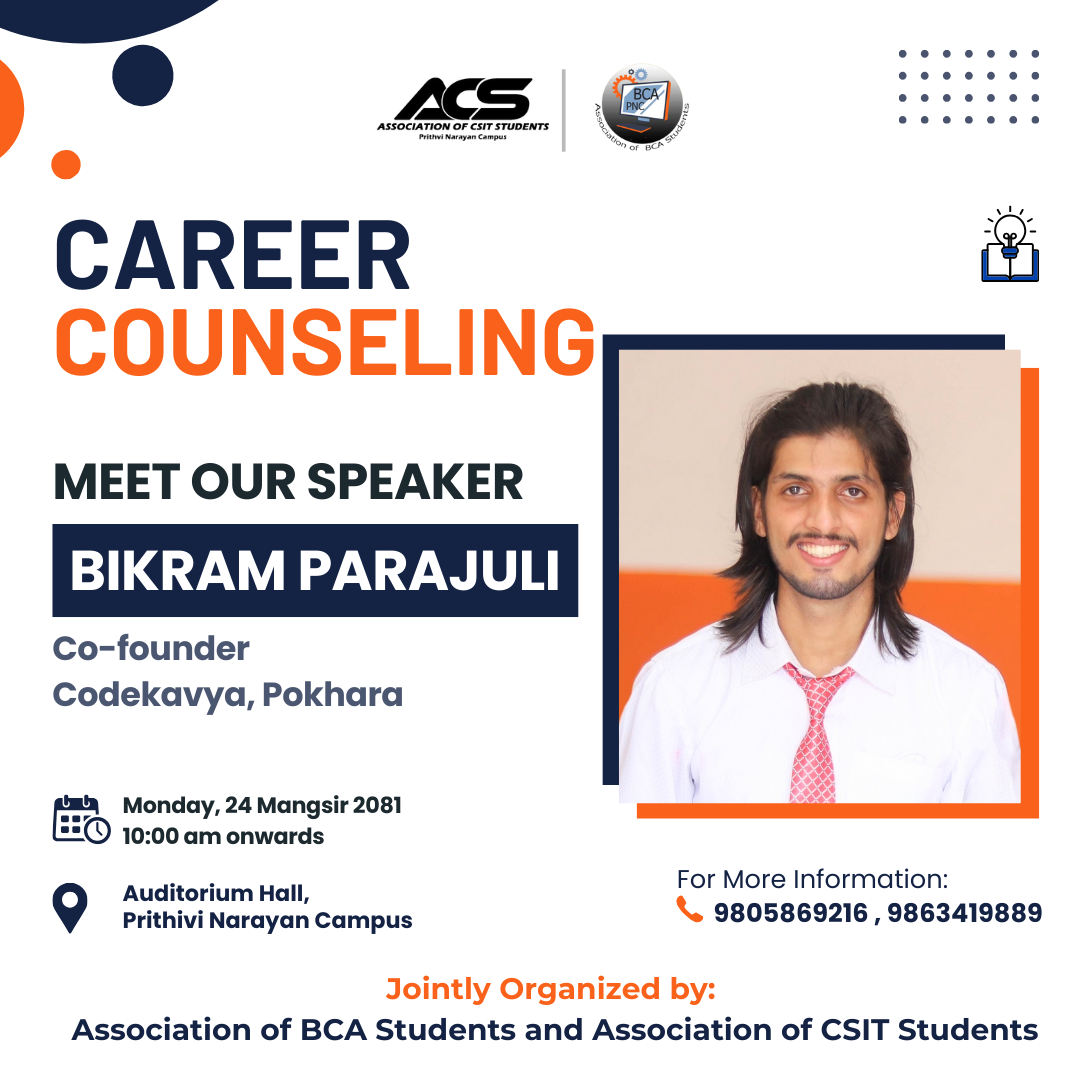 ACS
ASSOCIATION OF CSIT STUDENTS
Prithvi Narayan Campus
BCA
PNC
Association of BCA Students
CAREER
COUNSELING
MEET OUR SPEAKER
BIKRAM PARAJULI
Co-founder
Codekavya, Pokhara
Monday, 24 Mangsir 2081
10:00 am onwards
Auditorium Hall,
Prithivi Narayan Campus
For More Information:
9805869216 , 9863419889
Jointly Organized by:
Association of BCA Students and Association of CSIT Students